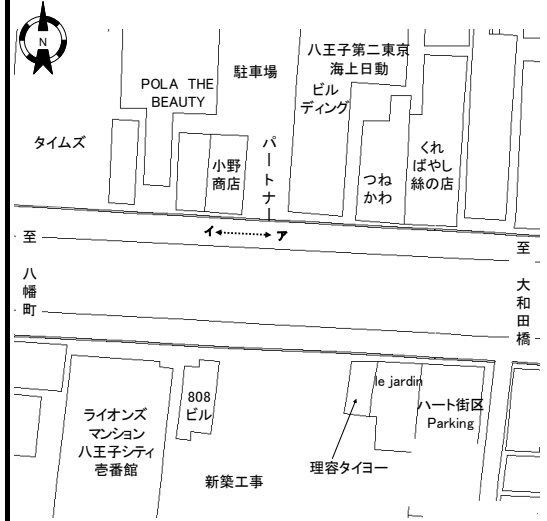 N
八王子第二東京
海上日動
ビル
ディング
駐車場
POLA THE
BEAUTY
タイムズ
小野
商店
パートナー
つね
かわ
くれ
ばやし
絲の店
イ
ア
至 八幡町
至 大和田橋
le jardin
ハート街区
Parking
808
ビル
ライオンズ
マンション
八王子シティ
壱番館
新築工事
理容タイヨー